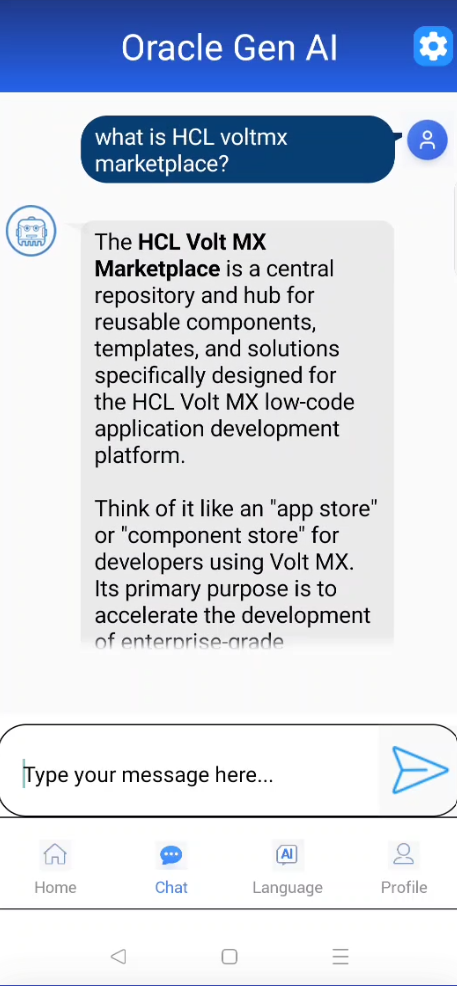 Oracle Gen AI
what is HCL voltmx
marketplace?
The HCL Volt MX
Marketplace is a central
repository and hub for
reusable components,
templates, and solutions
specifically designed for
the HCL Volt MX low-code
application development
platform.
Think of it like an "app store"
or "component store" for
developers using Volt MX.
Its primary purpose is to
accelerate the development
of enterprise-grade
Type your message here...
AI
Home
Chat
Language
Profile